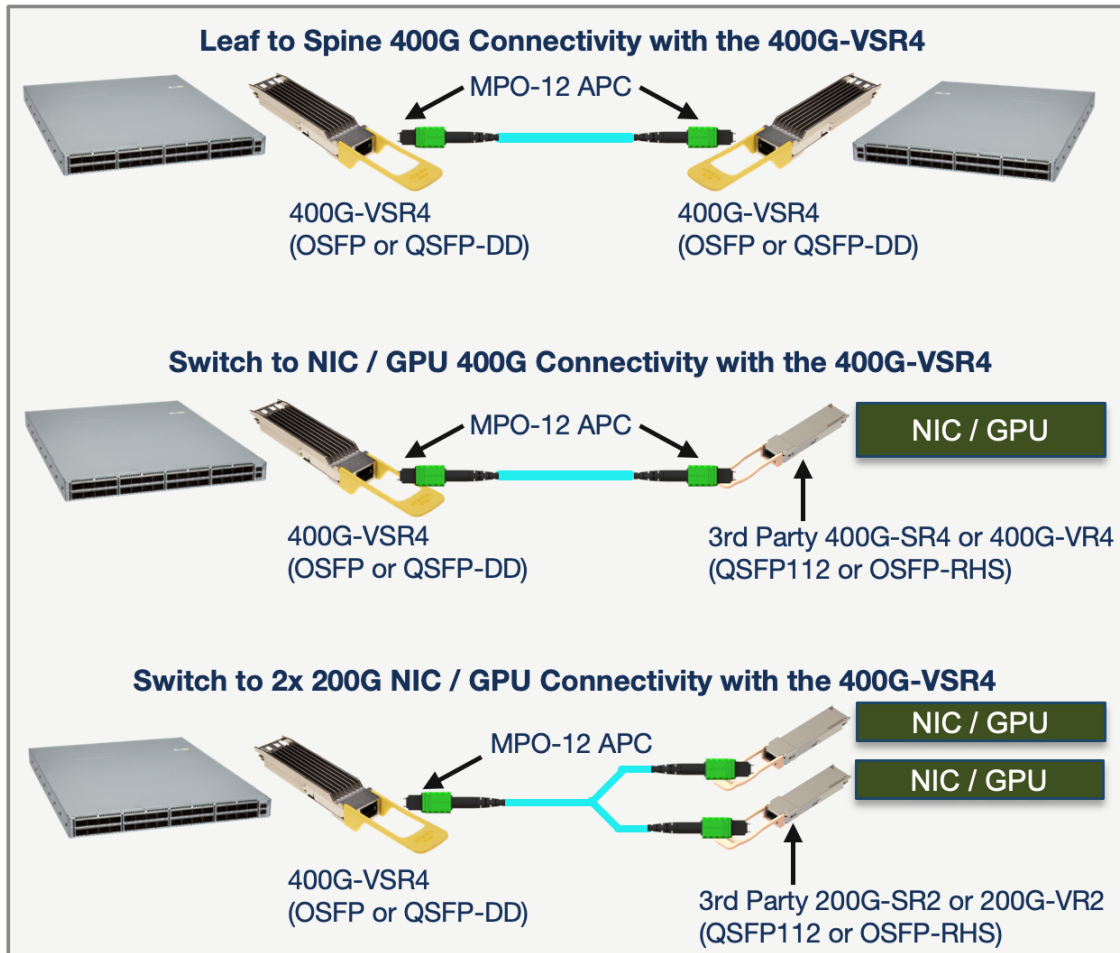 Leaf to Spine 400G Connectivity with the 400G-VSR4
MPO-12 APC
400G-VSR4
(OSFP or QSFP-DD)
400G-VSR4
(OSFP or QSFP-DD)
Switch to NIC / GPU 400G Connectivity with the 400G-VSR4
MPO-12 APC
NIC / GPU
400G-VSR4
(OSFP or QSFP-DD)
3rd Party 400G-SR4 or 400G-VR4
(QSFP112 or OSFP-RHS)
Switch to 2x 200G NIC / GPU Connectivity with the 400G-VSR4
NIC / GPU
MPO-12 APC
NIC / GPU
400G-VSR4
(OSFP or QSFP-DD)
3rd Party 200G-SR2 or 200G-VR2
(QSFP112 or OSFP-RHS)